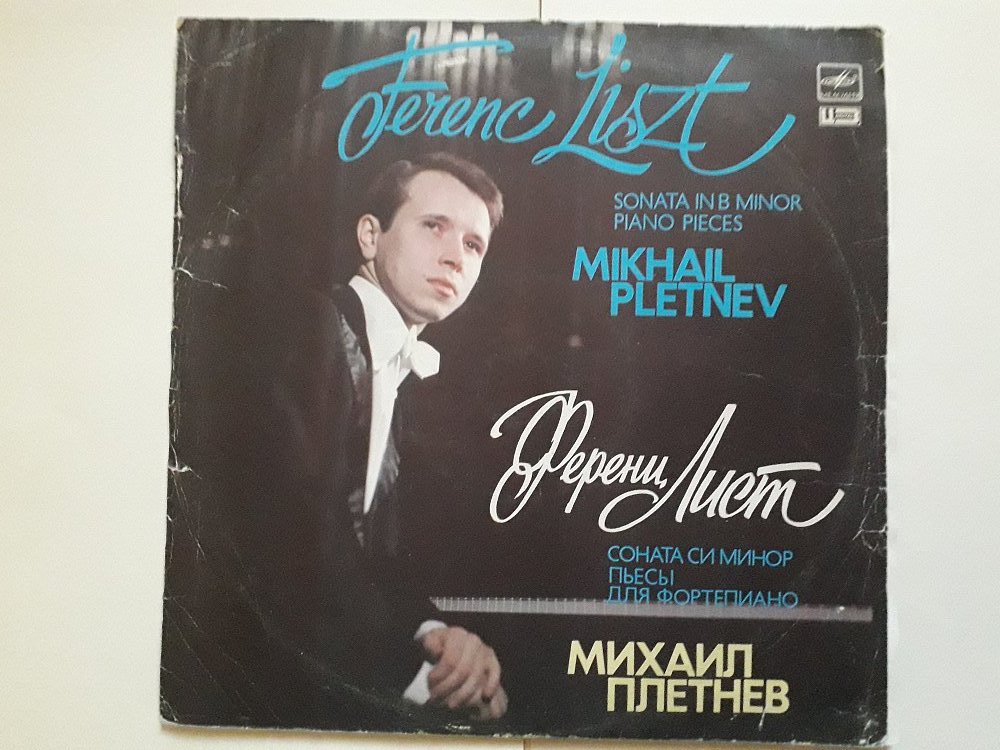 Ferenc Liszt
SONATA IN B MINOR
PIANO PIECES
MIKHAIL
PLETNEV
Ференц Лист
СОНАТА СИ МИНОР
ПЬЕСЫ
ДЛЯ ФОРТЕПИАНО
МИХАИЛ
ПЛЕТНЕВ